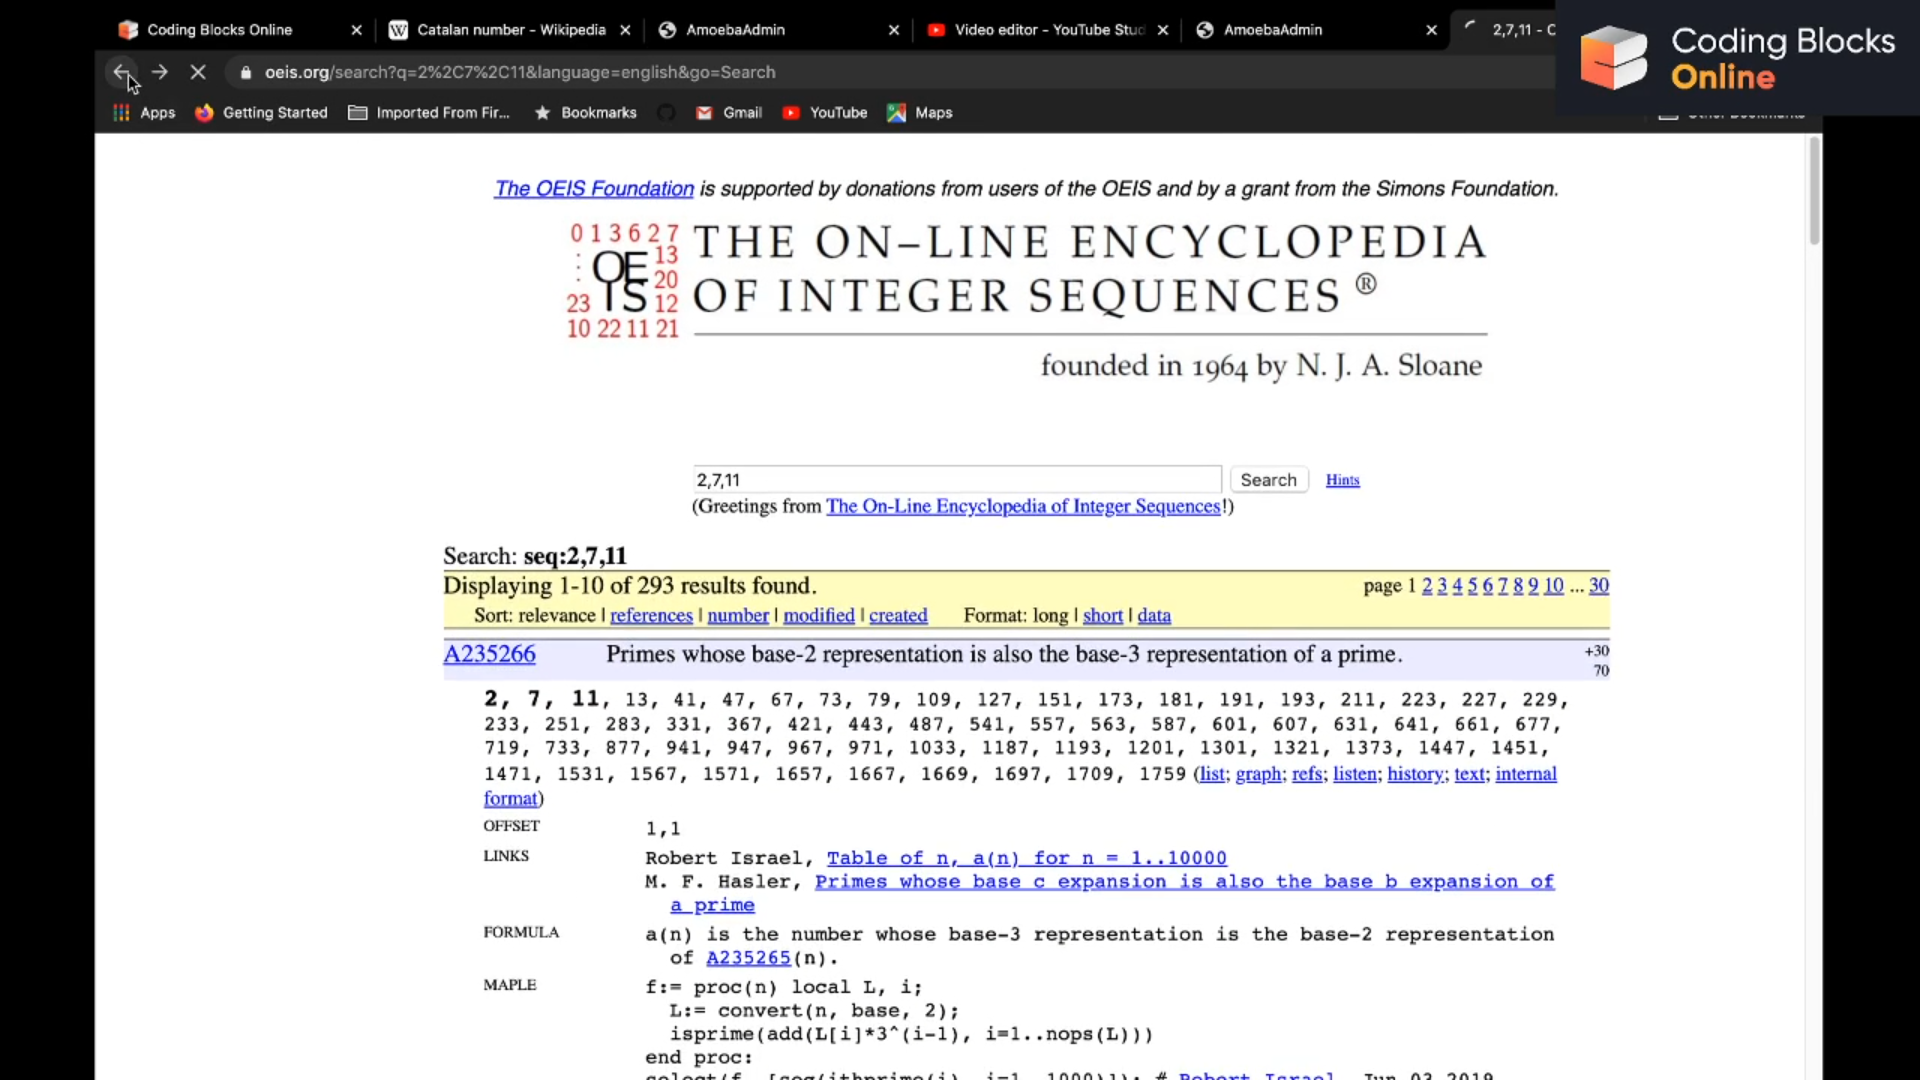 Coding Blocks Online
Catalan number - Wikipedia
AmoebaAdmin
Video editor - YouTube Stud
AmoebaAdmin
2,7,11 - O
Coding Blocks
Online
oeis.org/search?q=2%2C7%2C11&language=english&go=Search
Apps
Getting Started
Imported From Fir...
Bookmarks
Gmail
YouTube
Maps
Other Bookmarks
The OEIS Foundation is supported by donations from users of the OEIS and by a grant from the Simons Foundation.
0 1 3 6 2 7
: OE 13
: IS 20
23 12
10 22 11 21
THE ON–LINE ENCYCLOPEDIA
OF INTEGER SEQUENCES ®
founded in 1964 by N. J. A. Sloane
2,7,11
Search
Hints
(Greetings from The On-Line Encyclopedia of Integer Sequences!)
Search: seq:2,7,11
Displaying 1-10 of 293 results found.
page 1 2 3 4 5 6 7 8 9 10 ... 30
Sort: relevance | references | number | modified | created Format: long | short | data
A235266 Primes whose base-2 representation is also the base-3 representation of a prime. +30
70
2, 7, 11, 13, 41, 47, 67, 73, 79, 109, 127, 151, 173, 181, 191, 193, 211, 223, 227, 229,
233, 251, 283, 331, 367, 421, 443, 487, 541, 557, 563, 587, 601, 607, 631, 641, 661, 677,
719, 733, 877, 941, 947, 967, 971, 1033, 1187, 1193, 1201, 1301, 1321, 1373, 1447, 1451,
1471, 1531, 1567, 1571, 1657, 1667, 1669, 1697, 1709, 1759 (list; graph; refs; listen; history; text; internal
format)
OFFSET 1,1
LINKS Robert Israel, Table of n, a(n) for n = 1..10000
M. F. Hasler, Primes whose base c expansion is also the base b expansion of
a prime
FORMULA a(n) is the number whose base-3 representation is the base-2 representation
of A235265(n).
MAPLE f:= proc(n) local L, i;
L:= convert(n, base, 2);
isprime(add(L[i]*3^(i-1), i=1..nops(L)))
end proc:
select(f, [seq(ithprime(i), i=1..1000)]); # Robert Israel, Jun 03 2019